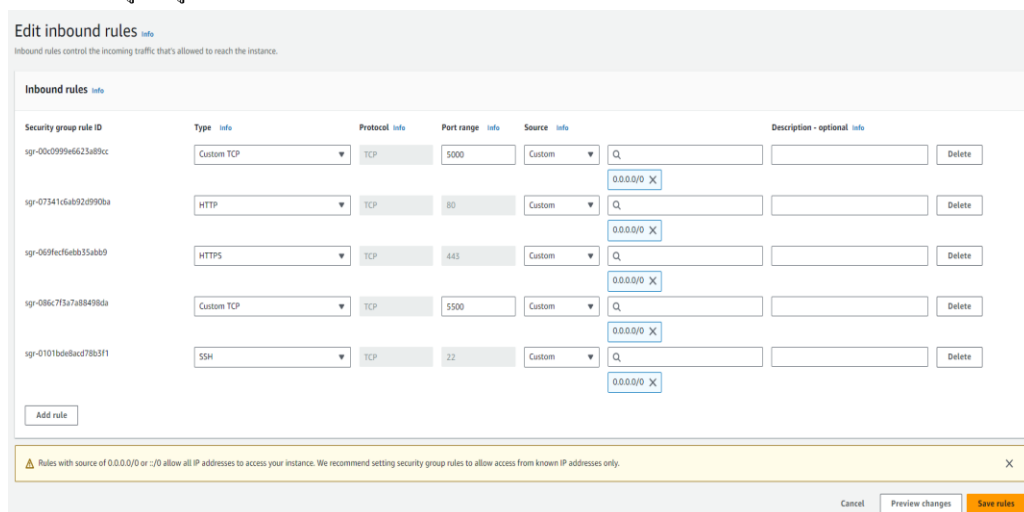 Edit inbound rules Info
Inbound rules control the incoming traffic that's allowed to reach the instance.
Inbound rules Info
Security group rule ID Type Info Protocol Info Port range Info Source Info Description - optional Info
sgr-00c0999e6623a89cc Custom TCP TCP 5000 Custom Delete
0.0.0.0/0
sgr-07341c6ab92d990ba HTTP TCP 80 Custom Delete
0.0.0.0/0
sgr-069fecf6ebb35abb9 HTTPS TCP 443 Custom Delete
0.0.0.0/0
sgr-086c7f3a7a88498da Custom TCP TCP 5500 Custom Delete
0.0.0.0/0
sgr-0101bde8acd78b3f1 SSH TCP 22 Custom Delete
0.0.0.0/0
Add rule
Rules with source of 0.0.0.0/0 or ::/0 allow all IP addresses to access your instance. We recommend setting security group rules to allow access from known IP addresses only.
Cancel Preview changes Save rules